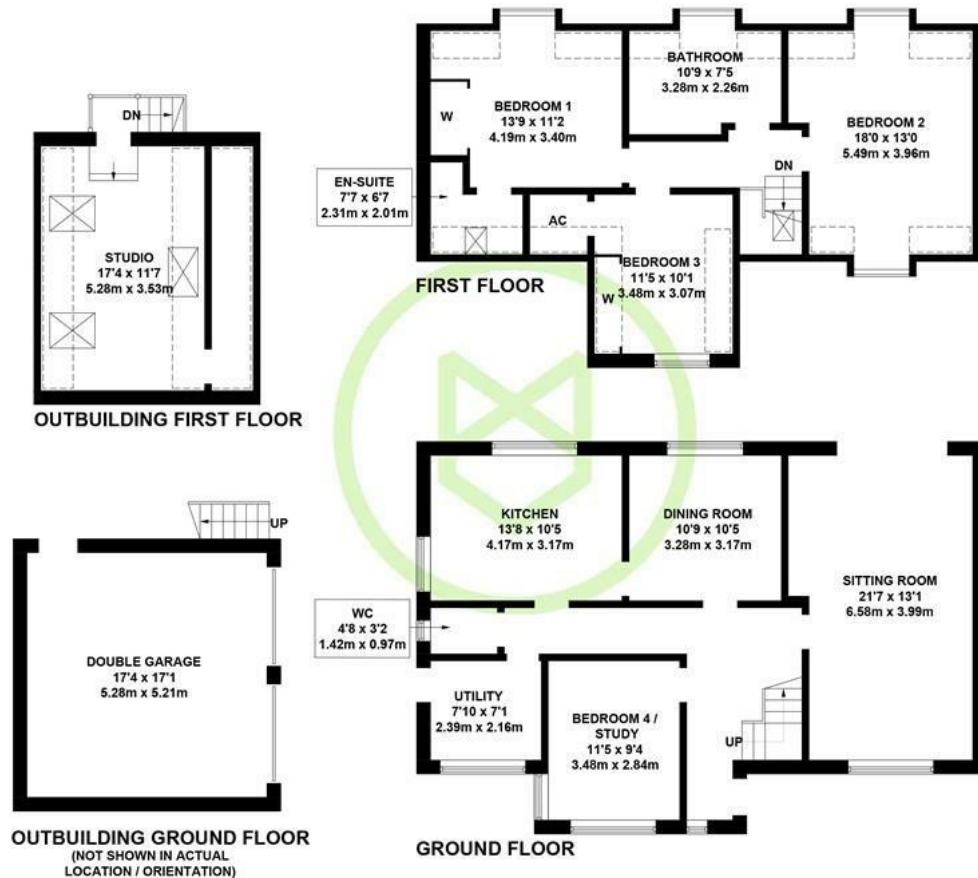 BATHROOM
10'9 x 7'5
3.28m x 2.26m
BEDROOM 1
13'9 x 11'2
4.19m x 3.40m
W
BEDROOM 2
18'0 x 13'0
5.49m x 3.96m
DN
EN-SUITE
7'7 x 6'7
2.31m x 2.01m
AC
BEDROOM 3
11'5 x 10'1
3.48m x 3.07m
W
FIRST FLOOR
DN
STUDIO
17'4 x 11'7
5.28m x 3.53m
OUTBUILDING FIRST FLOOR
KITCHEN
13'8 x 10'5
4.17m x 3.17m
DINING ROOM
10'9 x 10'5
3.28m x 3.17m
SITTING ROOM
21'7 x 13'1
6.58m x 3.99m
WC
4'8 x 3'2
1.42m x 0.97m
UTILITY
7'10 x 7'1
2.39m x 2.16m
BEDROOM 4 /
STUDY
11'5 x 9'4
3.48m x 2.84m
UP
GROUND FLOOR
UP
DOUBLE GARAGE
17'4 x 17'1
5.28m x 5.21m
OUTBUILDING GROUND FLOOR
(NOT SHOWN IN ACTUAL
LOCATION / ORIENTATION)